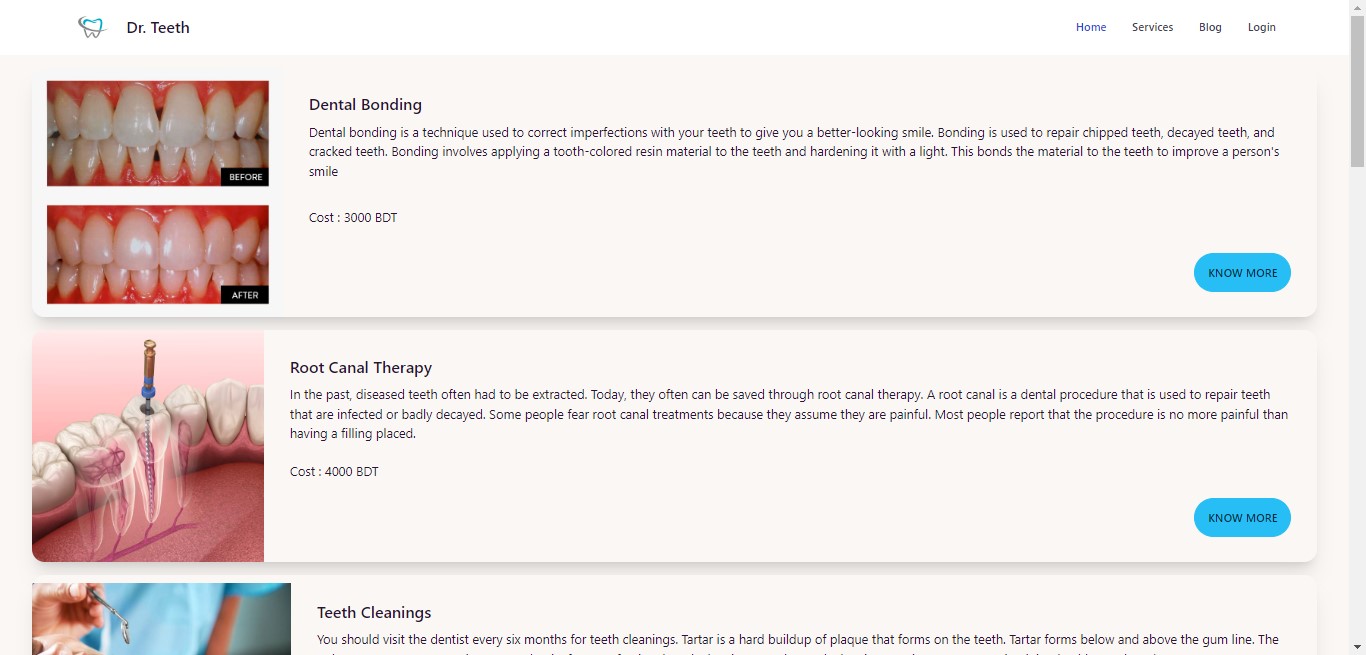 Dr. Teeth
Home Services Blog Login
BEFORE
AFTER
Dental Bonding
Dental bonding is a technique used to correct imperfections with your teeth to give you a better-looking smile. Bonding is used to repair chipped teeth, decayed teeth, and
cracked teeth. Bonding involves applying a tooth-colored resin material to the teeth and hardening it with a light. This bonds the material to the teeth to improve a person's
smile
Cost : 3000 BDT
KNOW MORE
Root Canal Therapy
In the past, diseased teeth often had to be extracted. Today, they often can be saved through root canal therapy. A root canal is a dental procedure that is used to repair teeth
that are infected or badly decayed. Some people fear root canal treatments because they assume they are painful. Most people report that the procedure is no more painful than
having a filling placed.
Cost : 4000 BDT
KNOW MORE
Teeth Cleanings
You should visit the dentist every six months for teeth cleanings. Tartar is a hard buildup of plaque that forms on the teeth. Tartar forms below and above the gum line. The